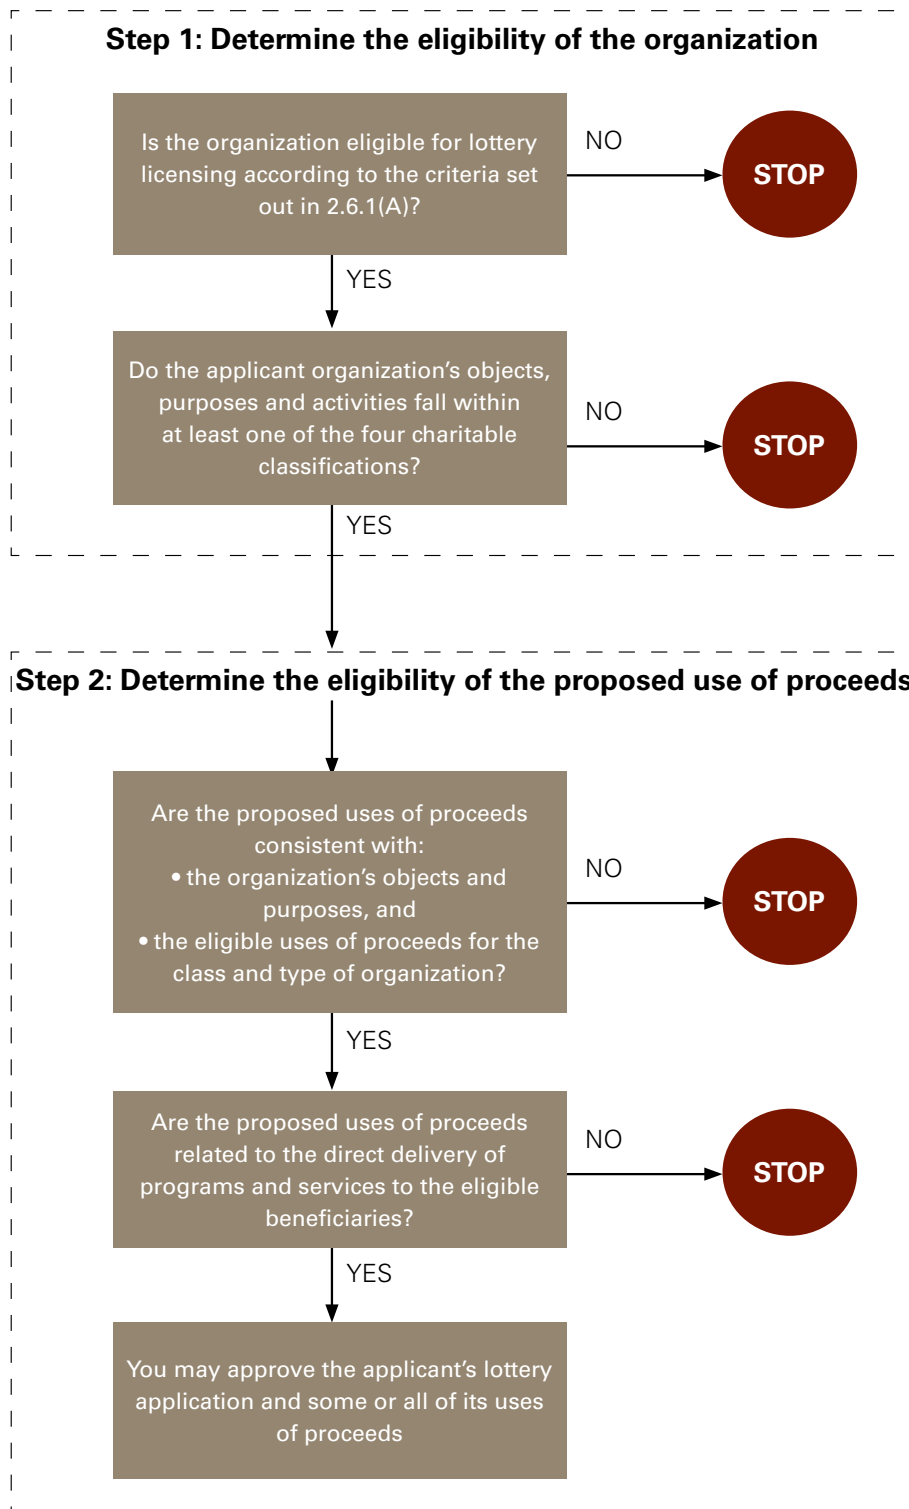 Step 1: Determine the eligibility of the organization
Is the organization eligible for lottery
licensing according to the criteria set
out in 2.6.1(A)?
NO
STOP
YES
Do the applicant organization’s objects,
purposes and activities fall within
at least one of the four charitable
classifications?
NO
STOP
YES
Step 2: Determine the eligibility of the proposed use of proceeds
Are the proposed uses of proceeds
consistent with:
• the organization’s objects and
purposes, and
• the eligible uses of proceeds for the
class and type of organization?
NO
STOP
YES
Are the proposed uses of proceeds
related to the direct delivery of
programs and services to the eligible
beneficiaries?
NO
STOP
YES
You may approve the applicant’s lottery
application and some or all of its uses
of proceeds